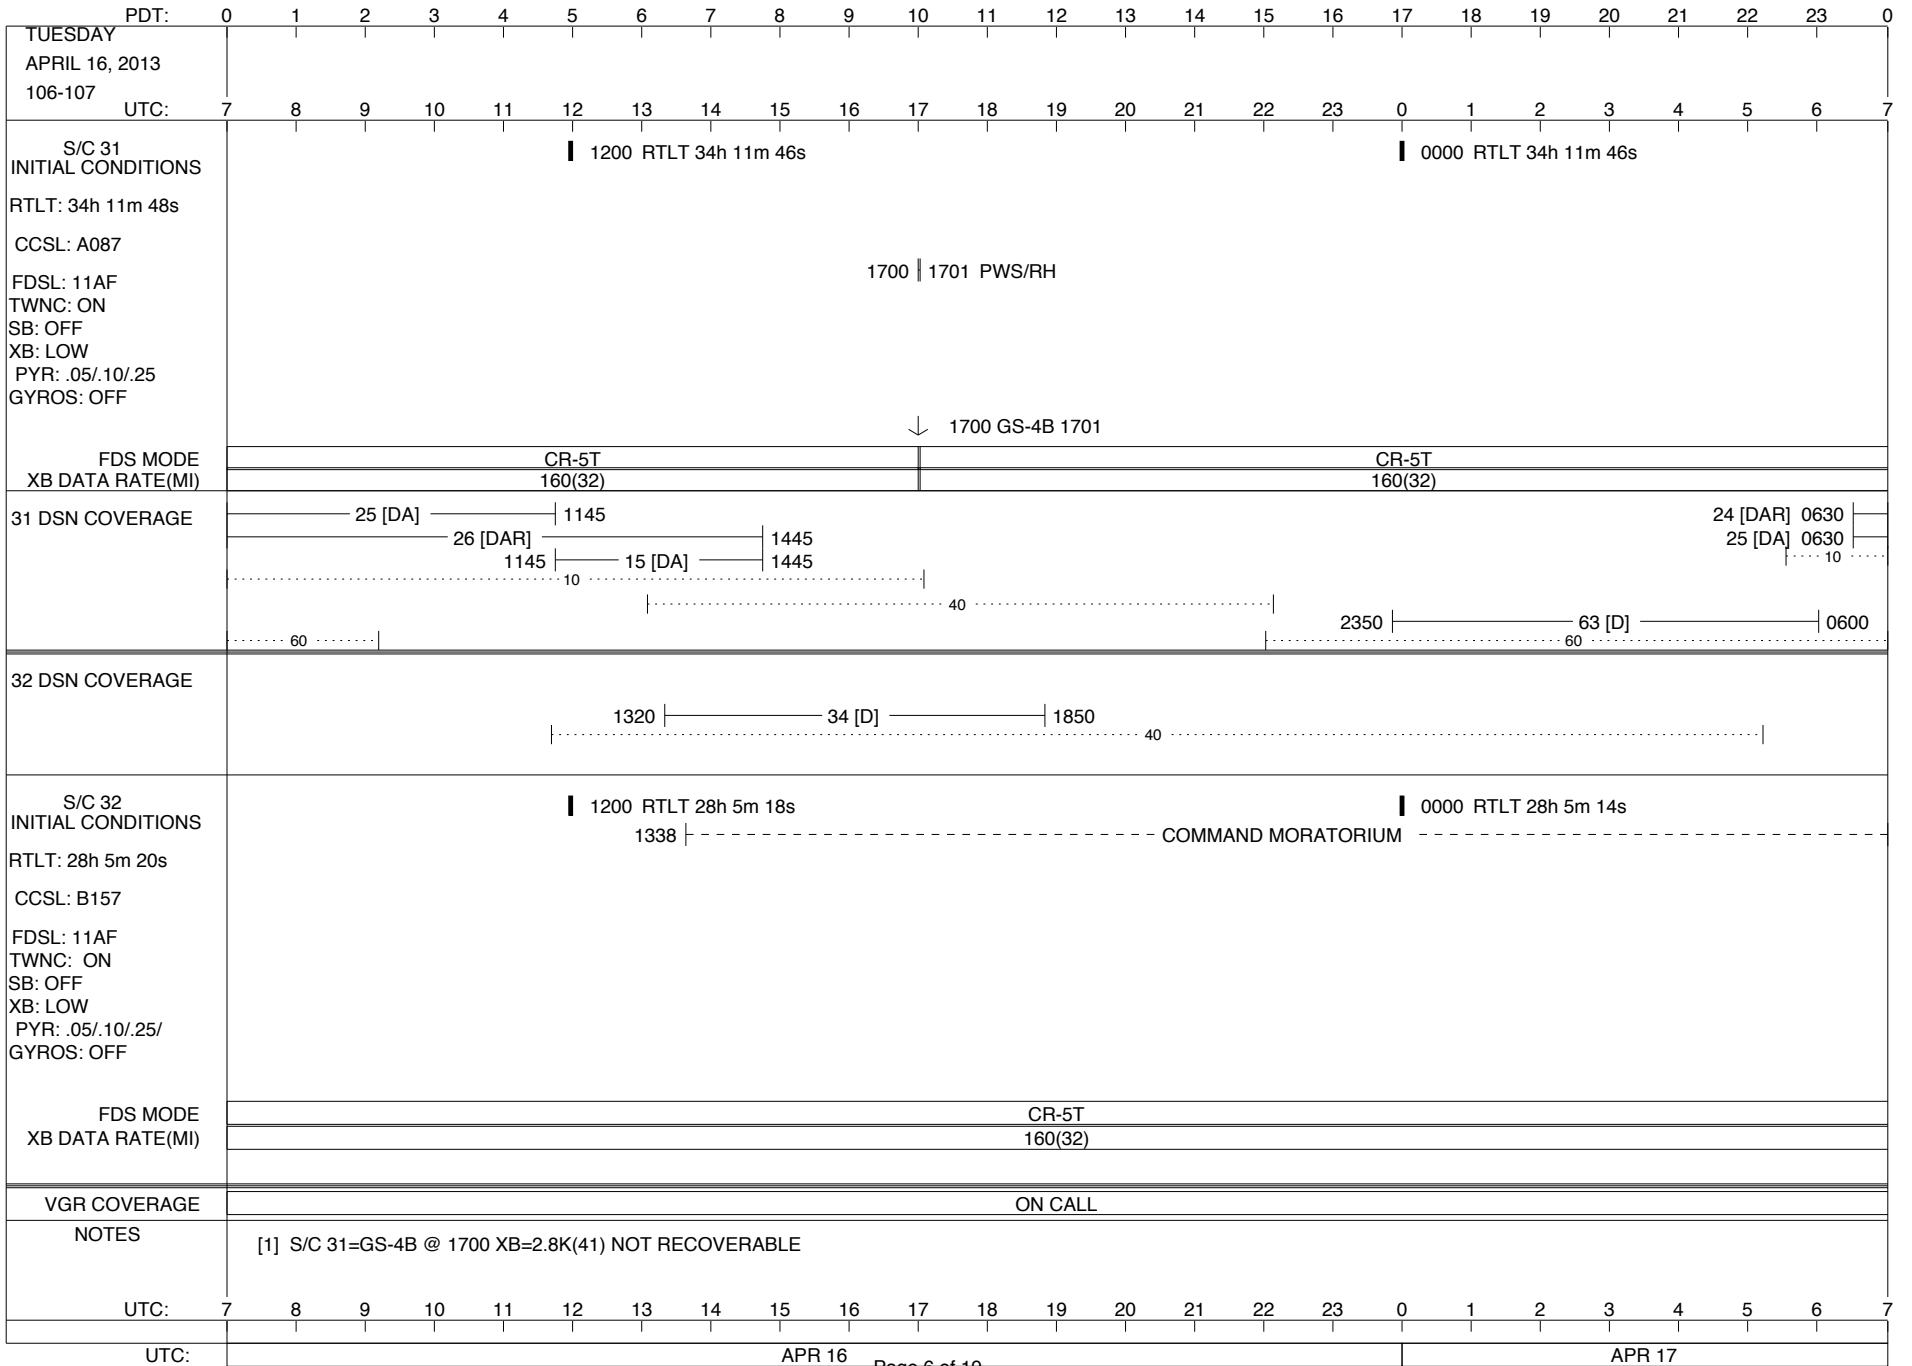 PDT: 0 1 2 3 4 5 6 7 8 9 10 11 12 13 14 15 16 17 18 19 20 21 22 23 0
TUESDAY
APRIL 16, 2013
106-107
UTC: 7 8 9 10 11 12 13 14 15 16 17 18 19 20 21 22 23 0 1 2 3 4 5 6 7
S/C 31
INITIAL CONDITIONS
1200 RTLT 34h 11m 46s
0000 RTLT 34h 11m 46s
RTLT: 34h 11m 48s
CCSL: A087
1700 1701 PWS/RH
FDSL: 11AF
TWNC: ON
SB: OFF
XB: LOW
PYR: .05/.10/.25
GYROS: OFF
1700 GS-4B 1701
FDS MODE CR-5T CR-5T
XB DATA RATE(MI) 160(32) 160(32)
31 DSN COVERAGE
25 [DA] 1145
24 [DAR] 0630
26 [DAR] 1445
25 [DA] 0630
1145 15 [DA] 1445
10
10
40
2350 63 [D] 0600
60
60
32 DSN COVERAGE
1320 34 [D] 1850
40
S/C 32
INITIAL CONDITIONS
1200 RTLT 28h 5m 18s
0000 RTLT 28h 5m 14s
1338 COMMAND MORATORIUM
RTLT: 28h 5m 20s
CCSL: B157
FDSL: 11AF
TWNC: ON
SB: OFF
XB: LOW
PYR: .05/.10/.25/
GYROS: OFF
FDS MODE CR-5T
XB DATA RATE(MI) 160(32)
VGR COVERAGE ON CALL
NOTES
[1] S/C 31=GS-4B @ 1700 XB=2.8K(41) NOT RECOVERABLE
UTC: 7 8 9 10 11 12 13 14 15 16 17 18 19 20 21 22 23 0 1 2 3 4 5 6 7
UTC: APR 16 APR 17
Page 6 of 19